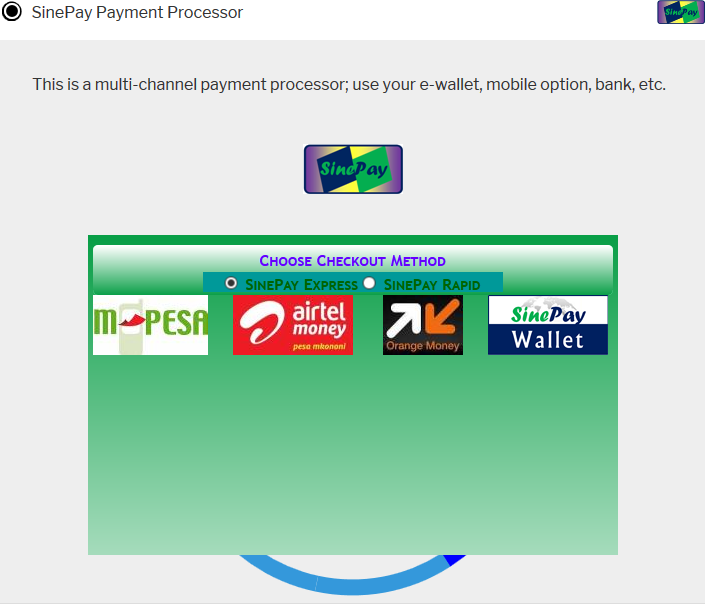 SinePay Payment Processor
SinePay
This is a multi-channel payment processor; use your e-wallet, mobile option, bank, etc.
SinePay
Choose Checkout Method
SinePay Express SinePay Rapid
M-PESA
airtel
money
pesa mkononi
Orange Money
SinePay
Wallet